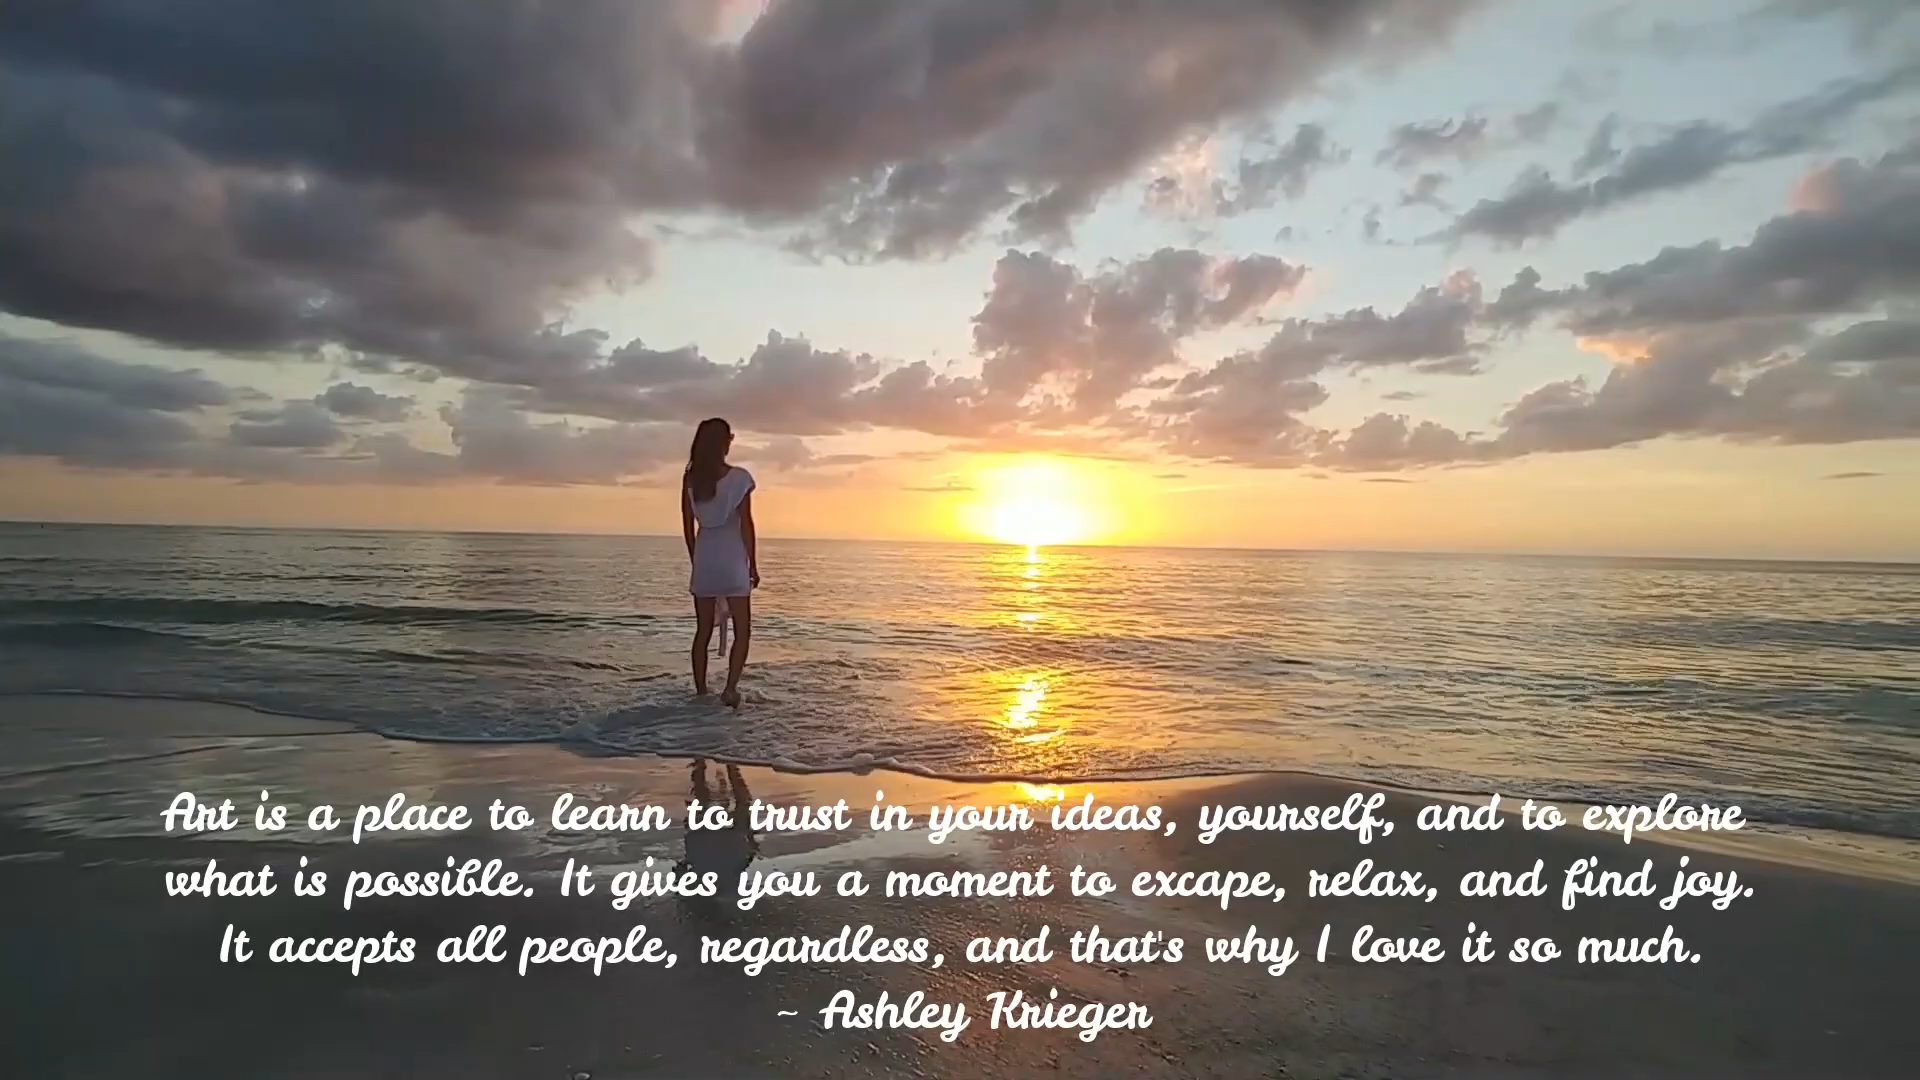 Art is a place to learn to trust in your ideas, yourself, and to explore
what is possible. It gives you a moment to excape, relax, and find joy.
It accepts all people, regardless, and that's why I love it so much.
~ Ashley Krieger